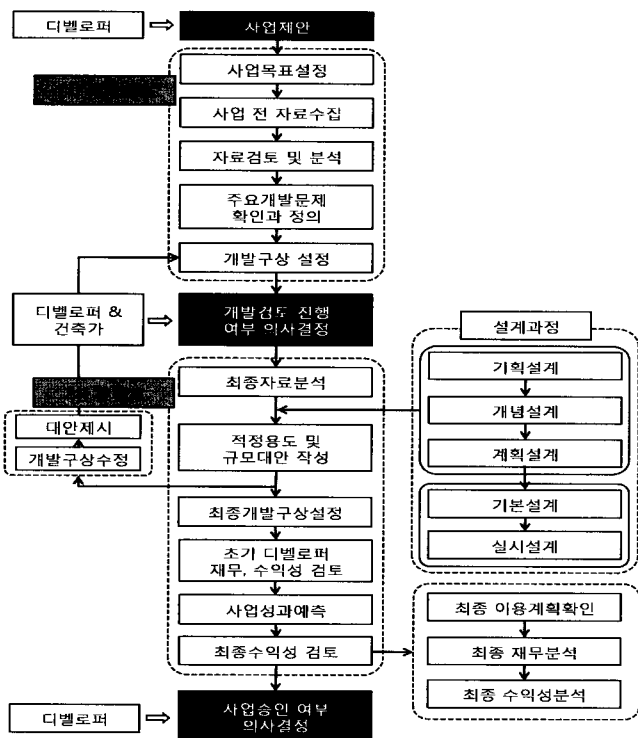 디벨로퍼
사업제안
사업목표설정
사업 전 자료수집
자료검토 및 분석
주요개발문제
확인과 정의
개발구상 설정
디벨로퍼 &
건축가
개발검토 진행
여부 의사결정
설계과정
기획설계
개념설계
계획설계
기본설계
실시설계
최종자료분석
대안제시
개발구상수정
적정용도 및
규모대안 작성
최종개발구상설정
초기 디벨로퍼
재무, 수익성 검토
사업성과예측
최종수익성 검토
최종 이용계획확인
최종 재무분석
최종 수익성분석
디벨로퍼
사업승인 여부
의사결정